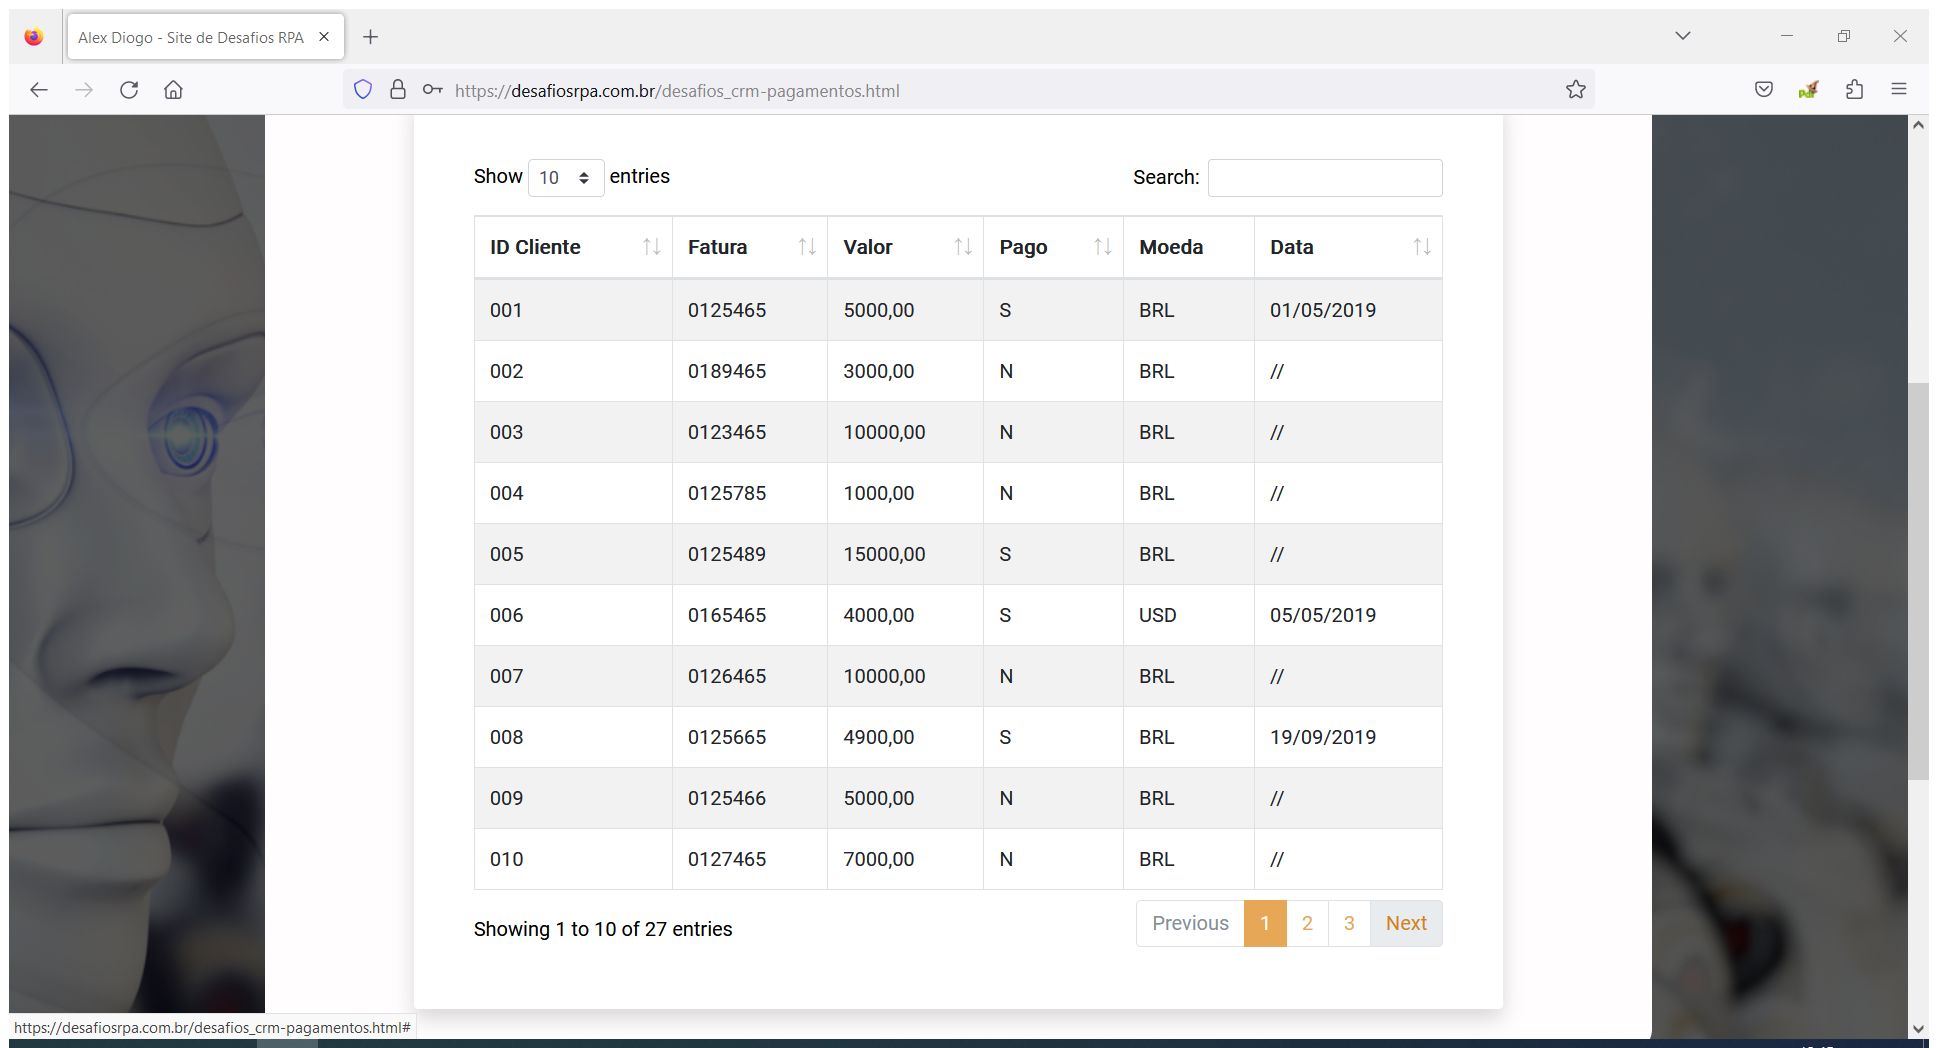 Alex Diogo - Site de Desafios RPA
https://desafiosrpa.com.br/desafios_crm-pagamentos.html
Show 10 entries Search:
ID Cliente Fatura Valor Pago Moeda Data
001 0125465 5000,00 S BRL 01/05/2019
002 0189465 3000,00 N BRL //
003 0123465 10000,00 N BRL //
004 0125785 1000,00 N BRL //
005 0125489 15000,00 S BRL //
006 0165465 4000,00 S USD 05/05/2019
007 0126465 10000,00 N BRL //
008 0125665 4900,00 S BRL 19/09/2019
009 0125466 5000,00 N BRL //
010 0127465 7000,00 N BRL //
Showing 1 to 10 of 27 entries Previous 1 2 3 Next
https://desafiosrpa.com.br/desafios_crm-pagamentos.html#